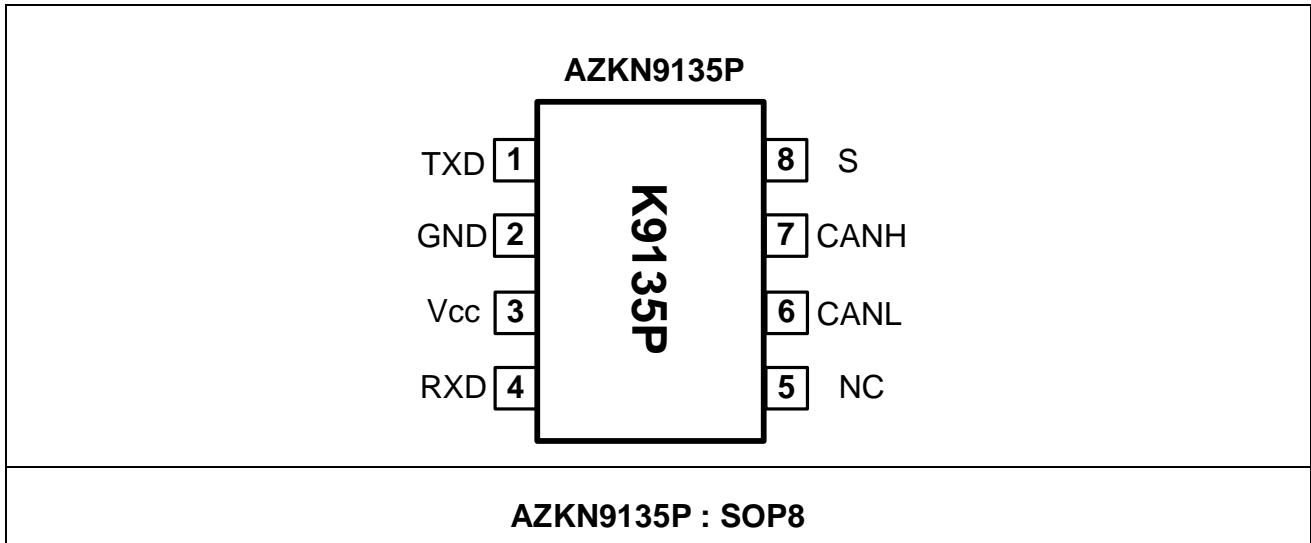 AZKN9135P
TXD 1 8 S
GND 2 7 CANH
K9135P
Vcc 3 6 CANL
RXD 4 5 NC
AZKN9135P : SOP8